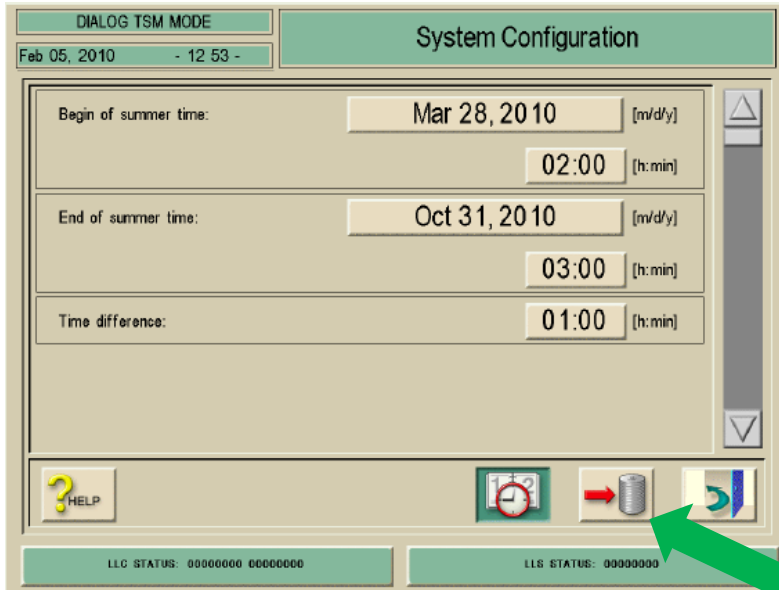 DIALOG TSM MODE
System Configuration
Feb 05, 2010 - 12 53 -
Begin of summer time: Mar 28, 2010 [m/d/y]
02:00 [h:min]
End of summer time: Oct 31, 2010 [m/d/y]
03:00 [h:min]
Time difference: 01:00 [h:min]
?HELP
LLC STATUS: 00000000 00000000 LLS STATUS: 00000000